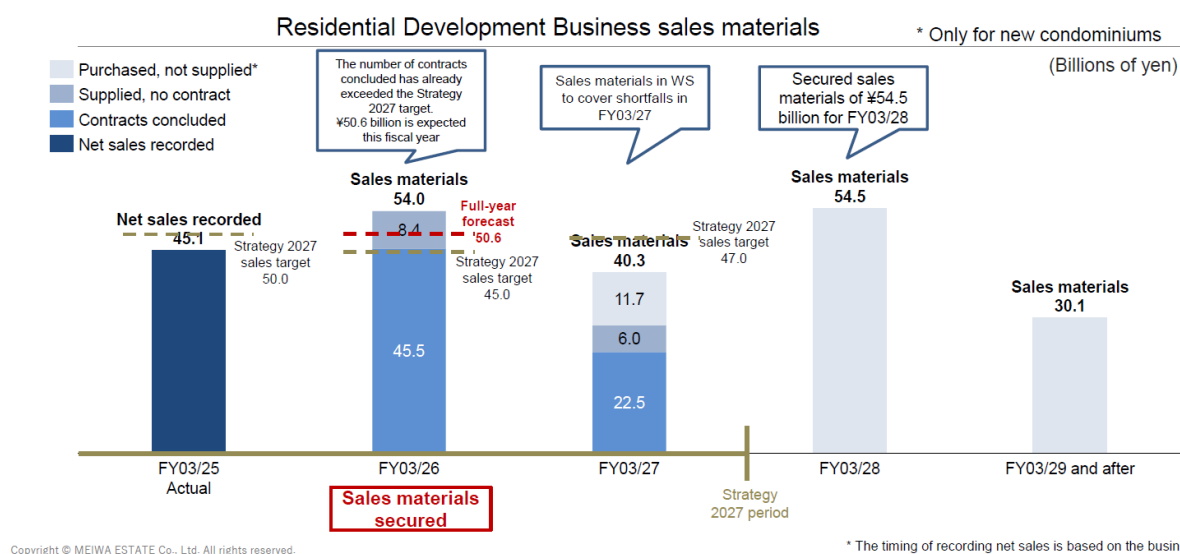 Residential Development Business sales materials
* Only for new condominiums
(Billions of yen)
Purchased, not supplied*
Supplied, no contract
Contracts concluded
Net sales recorded
The number of contracts
concluded has already
exceeded the Strategy
2027 target.
¥50.6 billion is expected
this fiscal year
Sales materials in WS
to cover shortfalls in
FY03/27
Secured sales
materials of ¥54.5
billion for FY03/28
Net sales recorded
45.1
Strategy 2027
sales target
50.0
Sales materials
54.0
8.4
45.5
Full-year
forecast
50.6
Strategy 2027
sales target
45.0
Sales materials
40.3
11.7
6.0
22.5
Strategy 2027
sales target
47.0
Sales materials
54.5
Sales materials
30.1
FY03/25
Actual
FY03/26
FY03/27
FY03/28
FY03/29 and after
Sales materials
secured
Strategy
2027 period
Copyright © MEIWA ESTATE Co., Ltd. All rights reserved.
* The timing of recording net sales is based on the busin